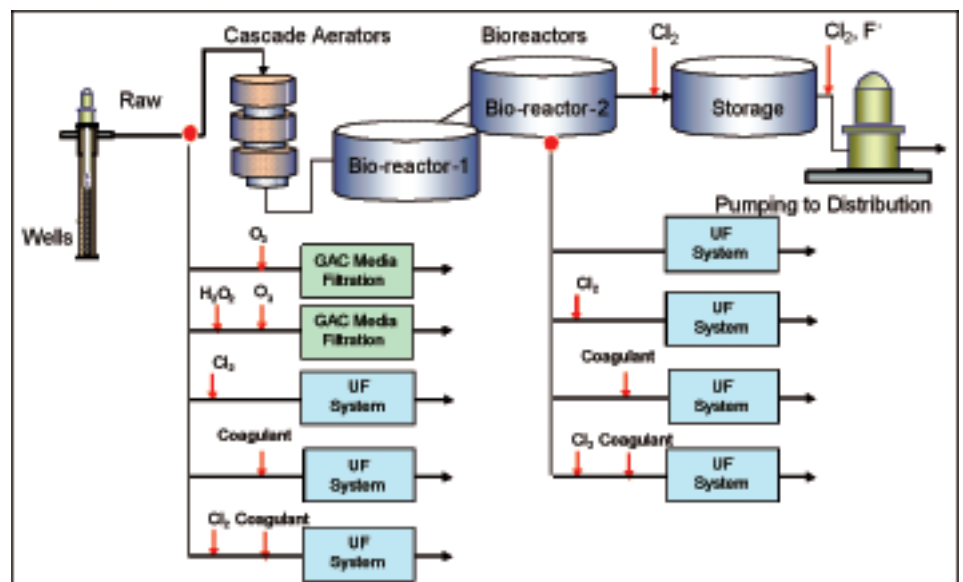 Cascade Aerators
Bioreactors
Cl₂
Cl₂, F⁻
Raw
Bio-reactor-1
Bio-reactor-2
Storage
Wells
Pumping to Distribution
O₃
GAC Media
Filtration
H₂O₂
O₃
GAC Media
Filtration
Cl₂
UF
System
Coagulant
UF
System
Cl₂ Coagulant
UF
System
UF
System
Cl₂
UF
System
Coagulant
UF
System
Cl₂ Coagulant
UF
System